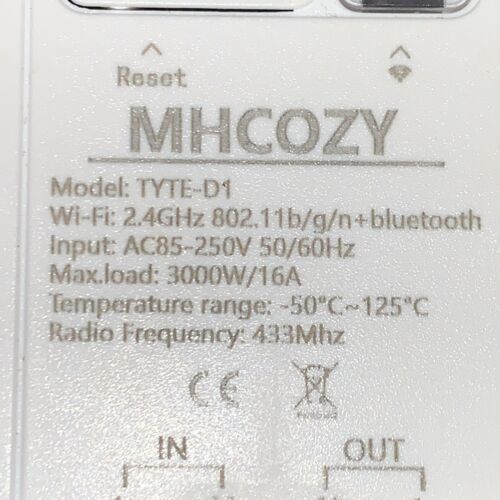 Reset
MHCOZY
Model: TYTE-D1
Wi-Fi: 2.4GHz 802.11b/g/n+bluetooth
Input: AC85-250V 50/60Hz
Max.load: 3000W/16A
Temperature range: -50°C~125°C
Radio Frequency: 433Mhz
CE
IN OUT